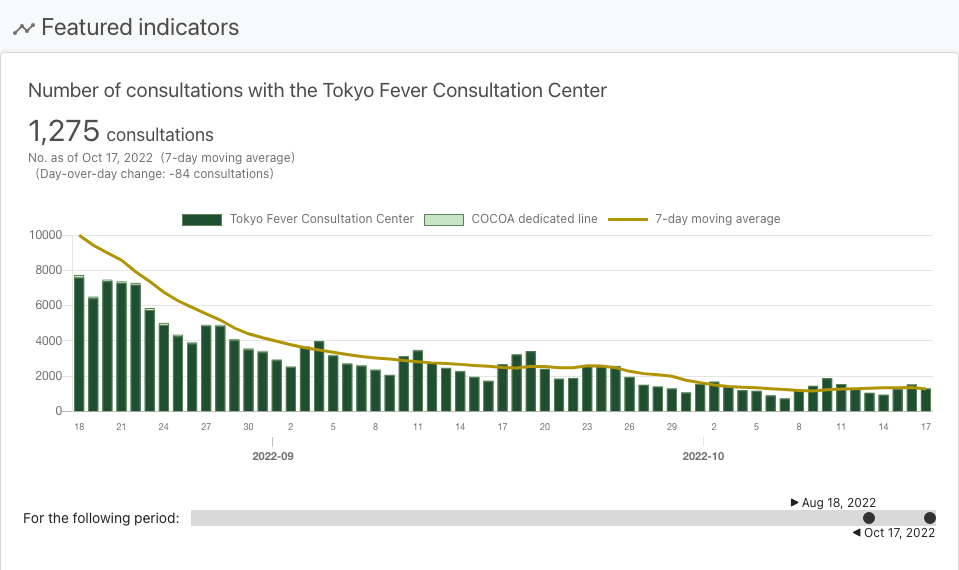 Featured indicators
Number of consultations with the Tokyo Fever Consultation Center
1,275 consultations
No. as of Oct 17, 2022 (7-day moving average)
(Day-over-day change: -84 consultations)
Tokyo Fever Consultation Center COCOA dedicated line 7-day moving average
10000
8000
6000
4000
2000
0
18 21 24 27 30 2 5 8 11 14 17 20 23 26 29 2 5 8 11 14 17
2022-09 2022-10
Aug 18, 2022
For the following period:
Oct 17, 2022